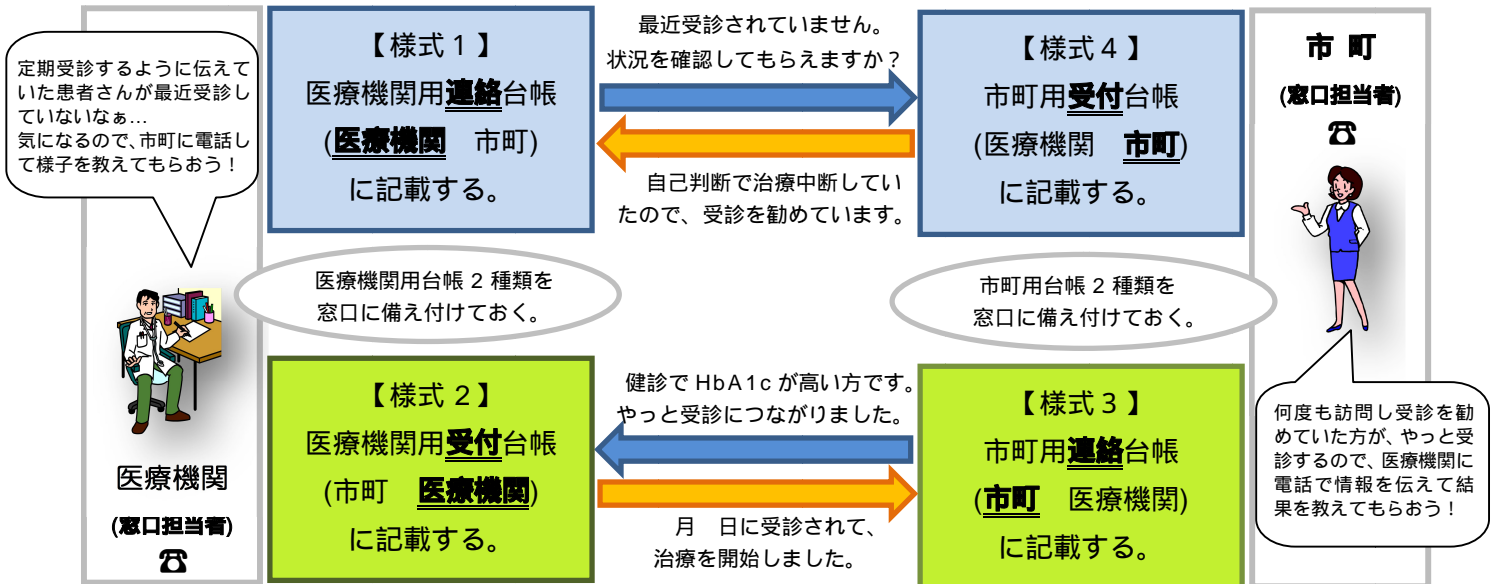 定期受診するように伝えて
いた患者さんが最近受診し
ていないなぁ…
気になるので、市町に電話し
て様子を教えてもらおう！
医療機関
(窓口担当者)
☎
【様式１】
医療機関用連絡台帳
(医療機関　市町)
に記載する。
最近受診されていません。
状況を確認してもらえますか？
自己判断で治療中断してい
たので、受診を勧めています。
【様式４】
市町用受付台帳
(医療機関　市町)
に記載する。
市 町
(窓口担当者)
☎
医療機関用台帳２種類を
窓口に備え付けておく。
市町用台帳２種類を
窓口に備え付けておく。
【様式 2】
医療機関用受付台帳
(市町　医療機関)
に記載する。
健診で HbA1c が高い方です。
やっと受診につながりました。
月　日に受診されて、
治療を開始しました。
【様式３】
市町用連絡台帳
(市町　医療機関)
に記載する。
何度も訪問し受診を勧
めていた方が、やっと受
診するので、医療機関に
電話で情報を伝えて結
果を教えてもらおう！